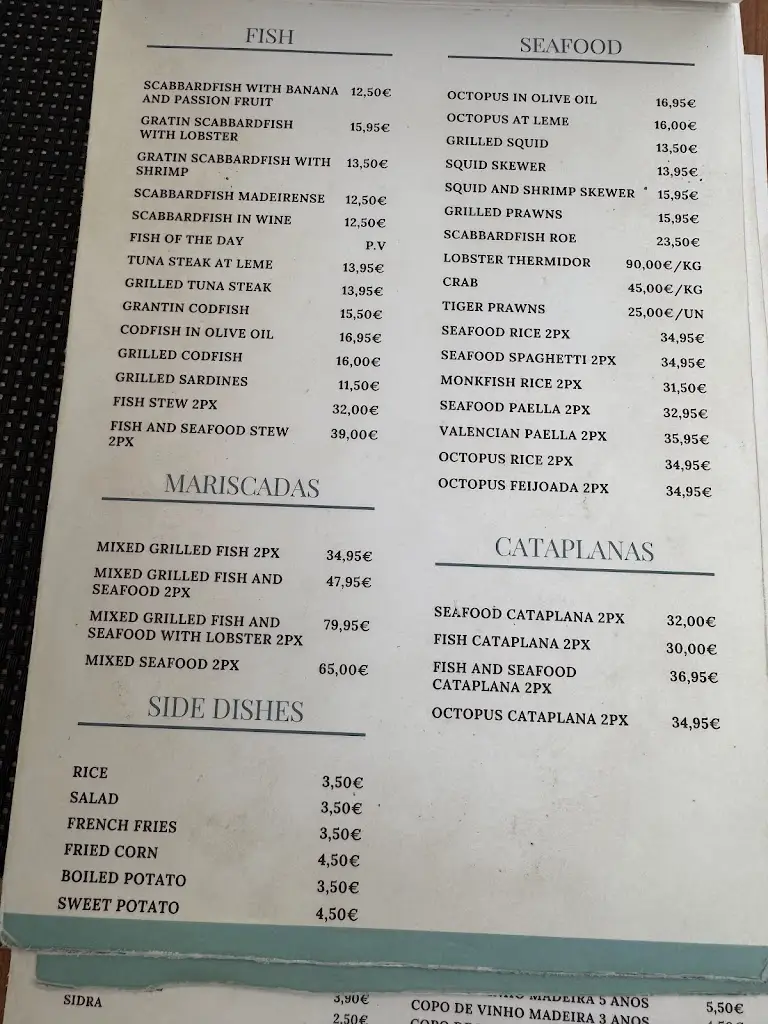 FISH
SCABBARDFISH WITH BANANA 12,50€
AND PASSION FRUIT
GRATIN SCABBARDFISH 15,95€
WITH LOBSTER
GRATIN SCABBARDFISH WITH 13,50€
SHRIMP
SCABBARDFISH MADEIRENSE 12,50€
SCABBARDFISH IN WINE 12,50€
FISH OF THE DAY P.V
TUNA STEAK AT LEME 13,95€
GRILLED TUNA STEAK 13,95€
GRANTIN CODFISH 15,50€
CODFISH IN OLIVE OIL 16,95€
GRILLED CODFISH 16,00€
GRILLED SARDINES 11,50€
FISH STEW 2PX 32,00€
FISH AND SEAFOOD STEW 39,00€
2PX
MARISCADAS
MIXED GRILLED FISH 2PX 34,95€
MIXED GRILLED FISH AND 47,95€
SEAFOOD 2PX
MIXED GRILLED FISH AND 79,95€
SEAFOOD WITH LOBSTER 2PX
MIXED SEAFOOD 2PX 65,00€
SIDE DISHES
RICE 3,50€
SALAD 3,50€
FRENCH FRIES 3,50€
FRIED CORN 4,50€
BOILED POTATO 3,50€
SWEET POTATO 4,50€
SEAFOOD
OCTOPUS IN OLIVE OIL 16,95€
OCTOPUS AT LEME 16,00€
GRILLED SQUID 13,50€
SQUID SKEWER 13,95€
SQUID AND SHRIMP SKEWER 15,95€
GRILLED PRAWNS 15,95€
SCABBARDFISH ROE 23,50€
LOBSTER THERMIDOR 90,00€/KG
CRAB 45,00€/KG
TIGER PRAWNS 25,00€/UN
SEAFOOD RICE 2PX 34,95€
SEAFOOD SPAGHETTI 2PX 34,95€
MONKFISH RICE 2PX 31,50€
SEAFOOD PAELLA 2PX 32,95€
VALENCIAN PAELLA 2PX 35,95€
OCTOPUS RICE 2PX 34,95€
OCTOPUS FEIJOADA 2PX 34,95€
CATAPLANAS
SEAFOOD CATAPLANA 2PX 32,00€
FISH CATAPLANA 2PX 30,00€
FISH AND SEAFOOD 36,95€
CATAPLANA 2PX
OCTOPUS CATAPLANA 2PX 34,95€
SIDRA 3,90€
2,50€
MADEIRA 5 ANOS 5,50€
COPO DE VINHO MADEIRA 3 ANOS